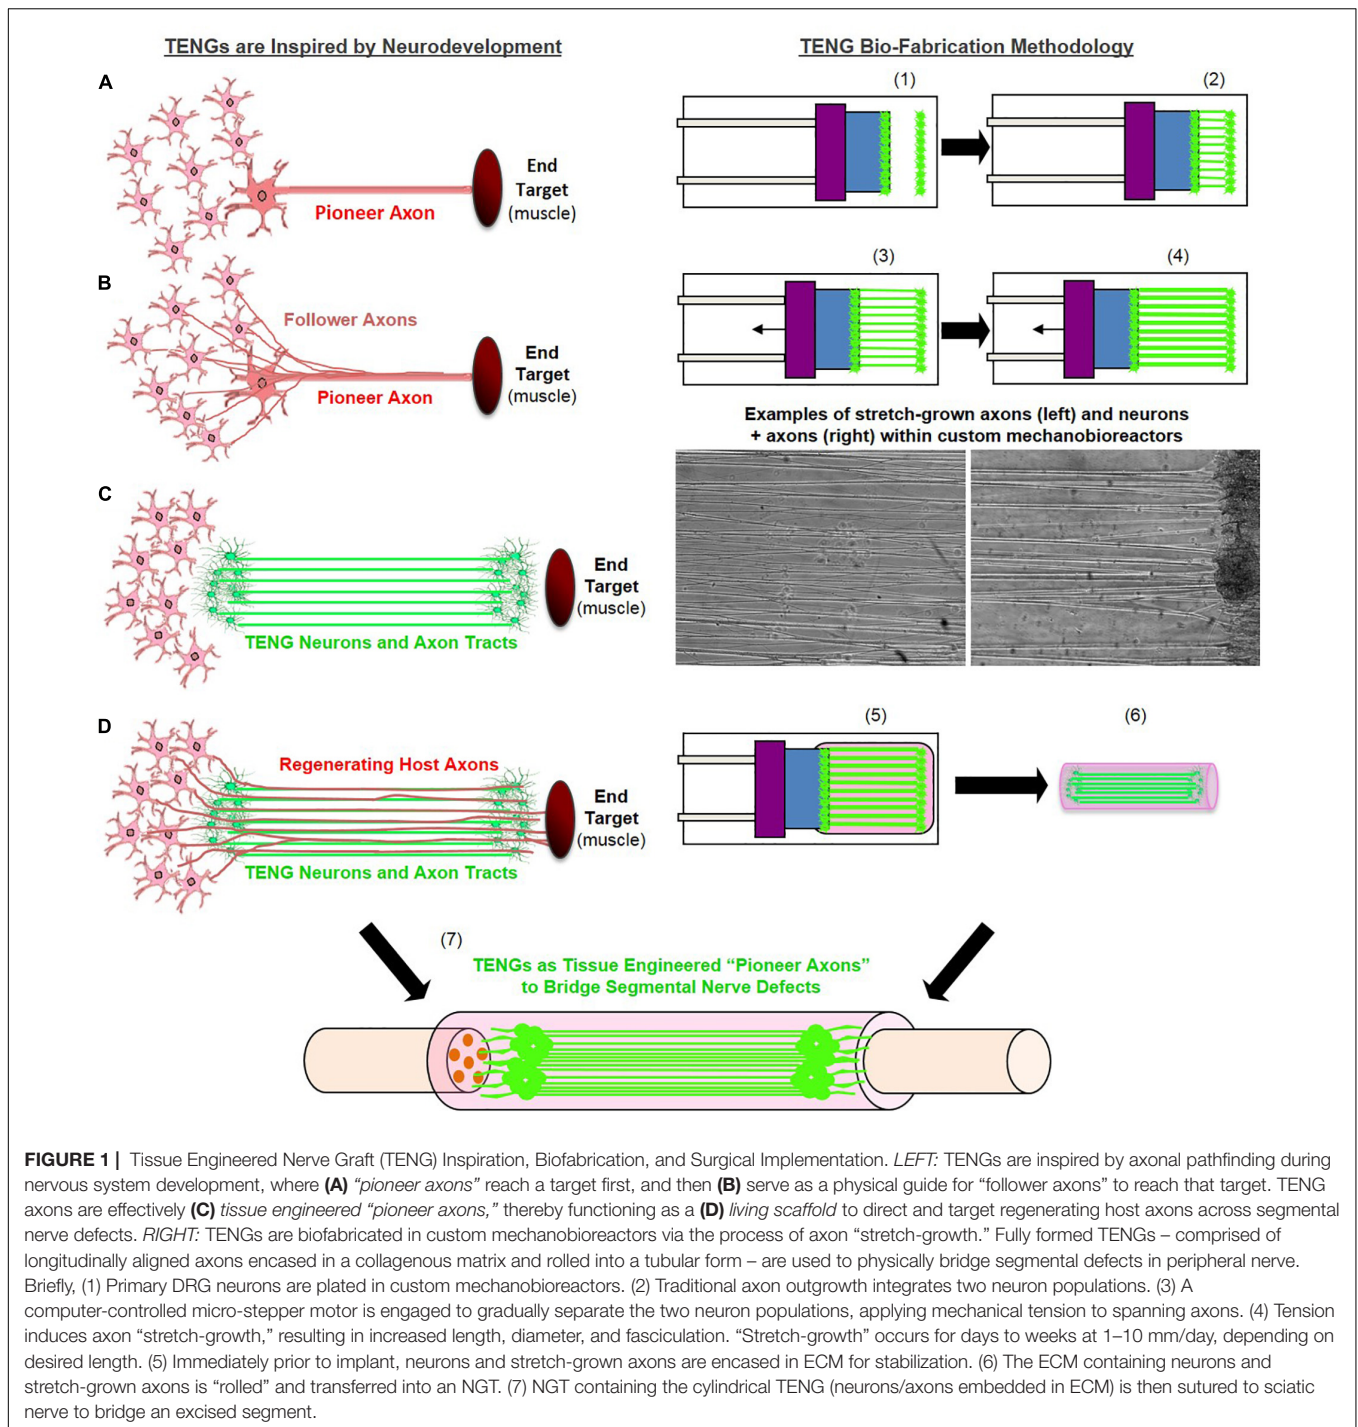 TENGs are Inspired by Neurodevelopment
A
End
Target
(muscle)
Pioneer Axon
B
Follower Axons
End
Target
(muscle)
Pioneer Axon
C
End
Target
(muscle)
TENG Neurons and Axon Tracts
D
Regenerating Host Axons
End
Target
(muscle)
TENG Neurons and Axon Tracts
TENG Bio-Fabrication Methodology
(1)
(2)
(3)
(4)
Examples of stretch-grown axons (left) and neurons
+ axons (right) within custom mechanobioreactors
(5)
(6)
(7)
TENGs as Tissue Engineered “Pioneer Axons”
to Bridge Segmental Nerve Defects
FIGURE 1 | Tissue Engineered Nerve Graft (TENG) Inspiration, Biofabrication, and Surgical Implementation. LEFT: TENGs are inspired by axonal pathfinding during
nervous system development, where (A) “pioneer axons” reach a target first, and then (B) serve as a physical guide for “follower axons” to reach that target. TENG
axons are effectively (C) tissue engineered “pioneer axons,” thereby functioning as a (D) living scaffold to direct and target regenerating host axons across segmental
nerve defects. RIGHT: TENGs are biofabricated in custom mechanobioreactors via the process of axon “stretch-growth.” Fully formed TENGs – comprised of
longitudinally aligned axons encased in a collagenous matrix and rolled into a tubular form – are used to physically bridge segmental defects in peripheral nerve.
Briefly, (1) Primary DRG neurons are plated in custom mechanobioreactors. (2) Traditional axon outgrowth integrates two neuron populations. (3) A
computer-controlled micro-stepper motor is engaged to gradually separate the two neuron populations, applying mechanical tension to spanning axons. (4) Tension
induces axon “stretch-growth,” resulting in increased length, diameter, and fasciculation. “Stretch-growth” occurs for days to weeks at 1–10 mm/day, depending on
desired length. (5) Immediately prior to implant, neurons and stretch-grown axons are encased in ECM for stabilization. (6) The ECM containing neurons and
stretch-grown axons is “rolled” and transferred into an NGT. (7) NGT containing the cylindrical TENG (neurons/axons embedded in ECM) is then sutured to sciatic
nerve to bridge an excised segment.